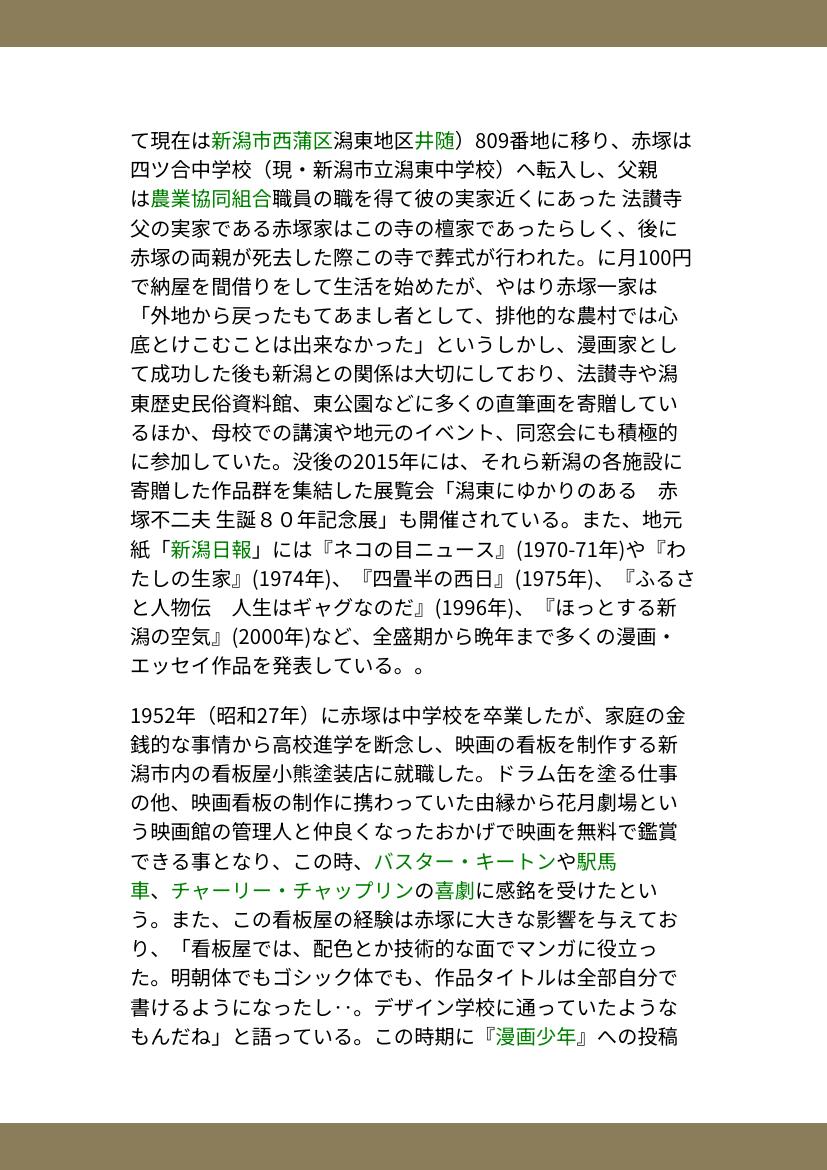 て現在は新潟市西蒲区潟東地区井随）809番地に移り、赤塚は
四ツ合中学校（現・新潟市立潟東中学校）へ転入し、父親
は農業協同組合職員の職を得て彼の実家近くにあった 法讃寺
父の実家である赤塚家はこの寺の檀家であったらしく、後に
赤塚の両親が死去した際この寺で葬式が行われた。に月100円
で納屋を間借りをして生活を始めたが、やはり赤塚一家は
「外地から戻ったもてあまし者として、排他的な農村では心
底とけこむことは出来なかった」というしかし、漫画家とし
て成功した後も新潟との関係は大切にしており、法讃寺や潟
東歴史民俗資料館、東公園などに多くの直筆画を寄贈してい
るほか、母校での講演や地元のイベント、同窓会にも積極的
に参加していた。没後の2015年には、それら新潟の各施設に
寄贈した作品群を集結した展覧会「潟東にゆかりのある　赤
塚不二夫 生誕８０年記念展」も開催されている。また、地元
紙「新潟日報」には『ネコの目ニュース』(1970-71年)や『わ
たしの生家』(1974年)、『四畳半の西日』(1975年)、『ふるさ
と人物伝　人生はギャグなのだ』(1996年)、『ほっとする新
潟の空気』(2000年)など、全盛期から晩年まで多くの漫画・
エッセイ作品を発表している。。
1952年（昭和27年）に赤塚は中学校を卒業したが、家庭の金
銭的な事情から高校進学を断念し、映画の看板を制作する新
潟市内の看板屋小熊塗装店に就職した。ドラム缶を塗る仕事
の他、映画看板の制作に携わっていた由縁から花月劇場とい
う映画館の管理人と仲良くなったおかげで映画を無料で鑑賞
できる事となり、この時、バスター・キートンや駅馬
車、チャーリー・チャップリンの喜劇に感銘を受けたとい
う。また、この看板屋の経験は赤塚に大きな影響を与えてお
り、「看板屋では、配色とか技術的な面でマンガに役立っ
た。明朝体でもゴシック体でも、作品タイトルは全部自分で
書けるようになったし‥。デザイン学校に通っていたような
もんだね」と語っている。この時期に『漫画少年』への投稿